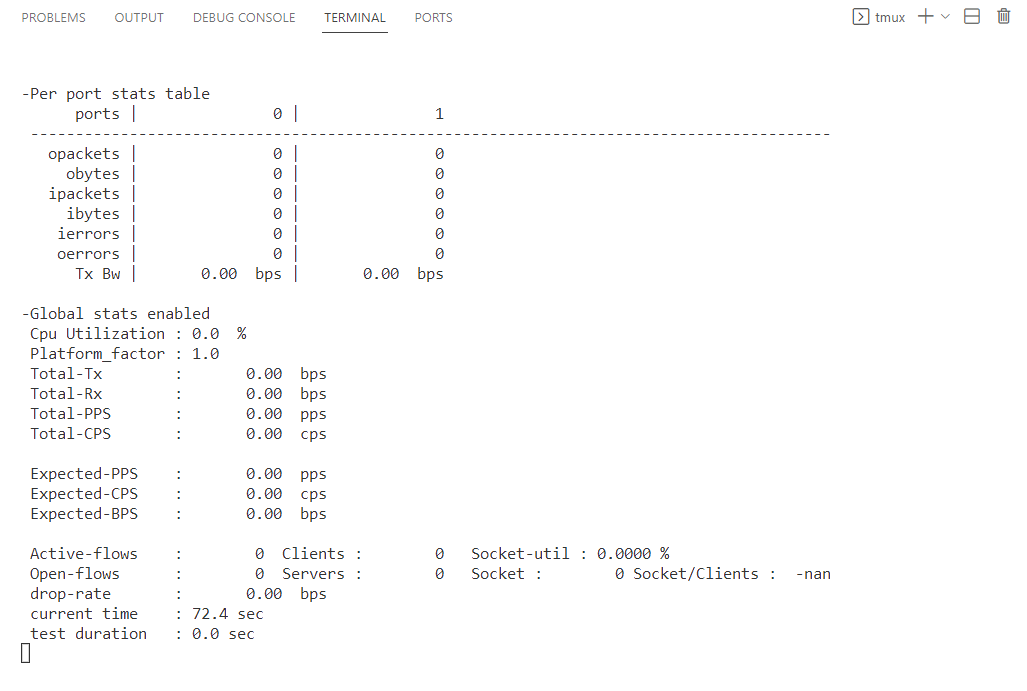 PROBLEMS OUTPUT DEBUG CONSOLE TERMINAL PORTS tmux
-Per port stats table
ports | 0 | 1
-----------------------------------------------------------------------------------------
opackets | 0 | 0
obytes | 0 | 0
ipackets | 0 | 0
ibytes | 0 | 0
ierrors | 0 | 0
oerrors | 0 | 0
Tx Bw | 0.00 bps | 0.00 bps
-Global stats enabled
Cpu Utilization : 0.0 %
Platform_factor : 1.0
Total-Tx : 0.00 bps
Total-Rx : 0.00 bps
Total-PPS : 0.00 pps
Total-CPS : 0.00 cps
Expected-PPS : 0.00 pps
Expected-CPS : 0.00 cps
Expected-BPS : 0.00 bps
Active-flows : 0 Clients : 0 Socket-util : 0.0000 %
Open-flows : 0 Servers : 0 Socket : 0 Socket/Clients : -nan
drop-rate : 0.00 bps
current time : 72.4 sec
test duration : 0.0 sec